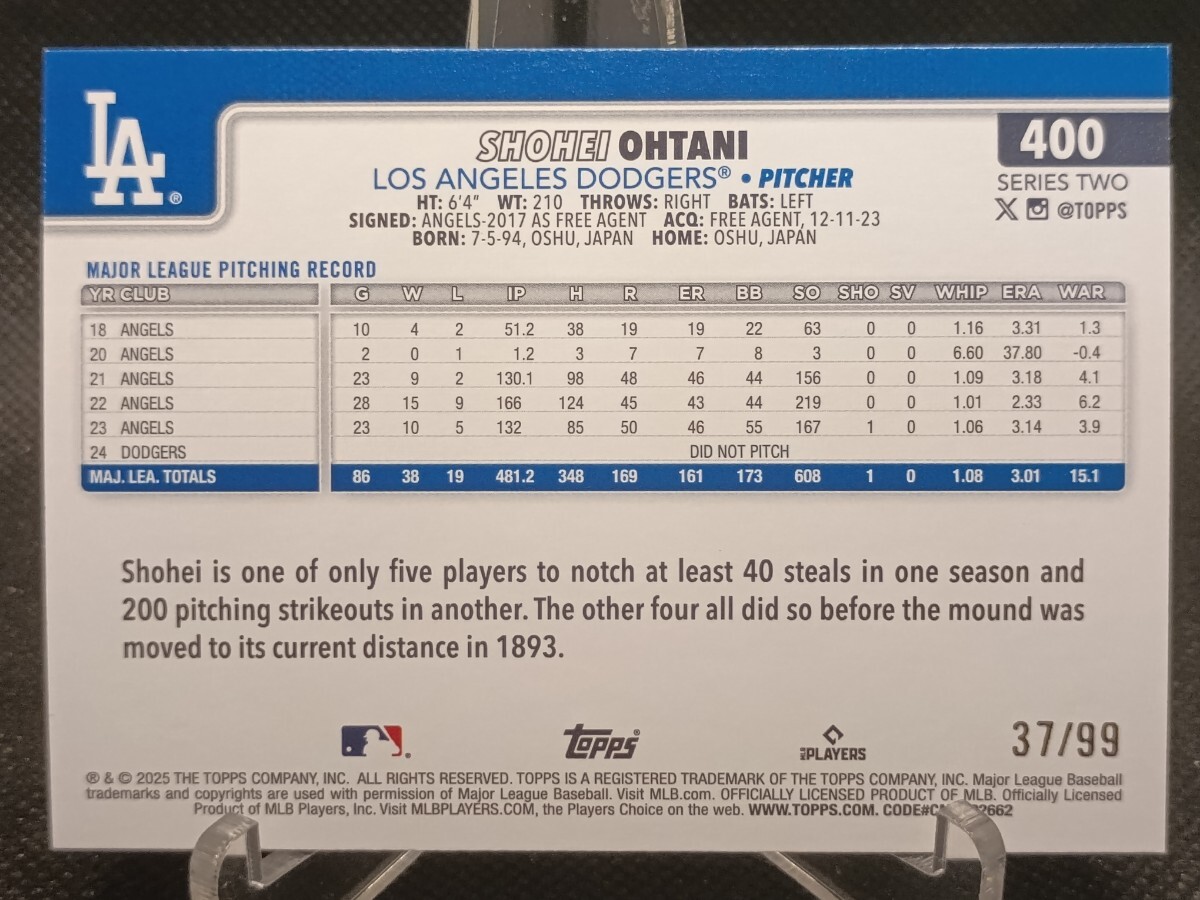 LA®
SHOHEI OHTANI
400
LOS ANGELES DODGERS® • PITCHER
SERIES TWO
HT: 6'4" WT: 210 THROWS: RIGHT BATS: LEFT
@TOPPS
SIGNED: ANGELS-2017 AS FREE AGENT ACQ: FREE AGENT, 12-11-23
BORN: 7-5-94, OSHU, JAPAN HOME: OSHU, JAPAN
MAJOR LEAGUE PITCHING RECORD
YR CLUB G W L IP H R ER BB SO SHO SV WHIP ERA WAR
18 ANGELS 10 4 2 51.2 38 19 19 22 63 0 0 1.16 3.31 1.3
20 ANGELS 2 0 1 1.2 3 7 7 8 3 0 0 6.60 37.80 -0.4
21 ANGELS 23 9 2 130.1 98 48 46 44 156 0 0 1.09 3.18 4.1
22 ANGELS 28 15 9 166 124 45 43 44 219 0 0 1.01 2.33 6.2
23 ANGELS 23 10 5 132 85 50 46 55 167 1 0 1.06 3.14 3.9
24 DODGERS DID NOT PITCH
MAJ. LEA. TOTALS 86 38 19 481.2 348 169 161 173 608 1 0 1.08 3.01 15.1
Shohei is one of only five players to notch at least 40 steals in one season and
200 pitching strikeouts in another. The other four all did so before the mound was
moved to its current distance in 1893.
37/99
topps®
PLAYERS
® & © 2025 THE TOPPS COMPANY, INC. ALL RIGHTS RESERVED. TOPPS IS A REGISTERED TRADEMARK OF THE TOPPS COMPANY, INC. Major League Baseball
trademarks and copyrights are used with permission of Major League Baseball. Visit MLB.com. OFFICIALLY LICENSED PRODUCT OF MLB. Officially Licensed
Product of MLB Players, Inc. Visit MLBPLAYERS.COM, the Players Choice on the web. WWW.TOPPS.COM.